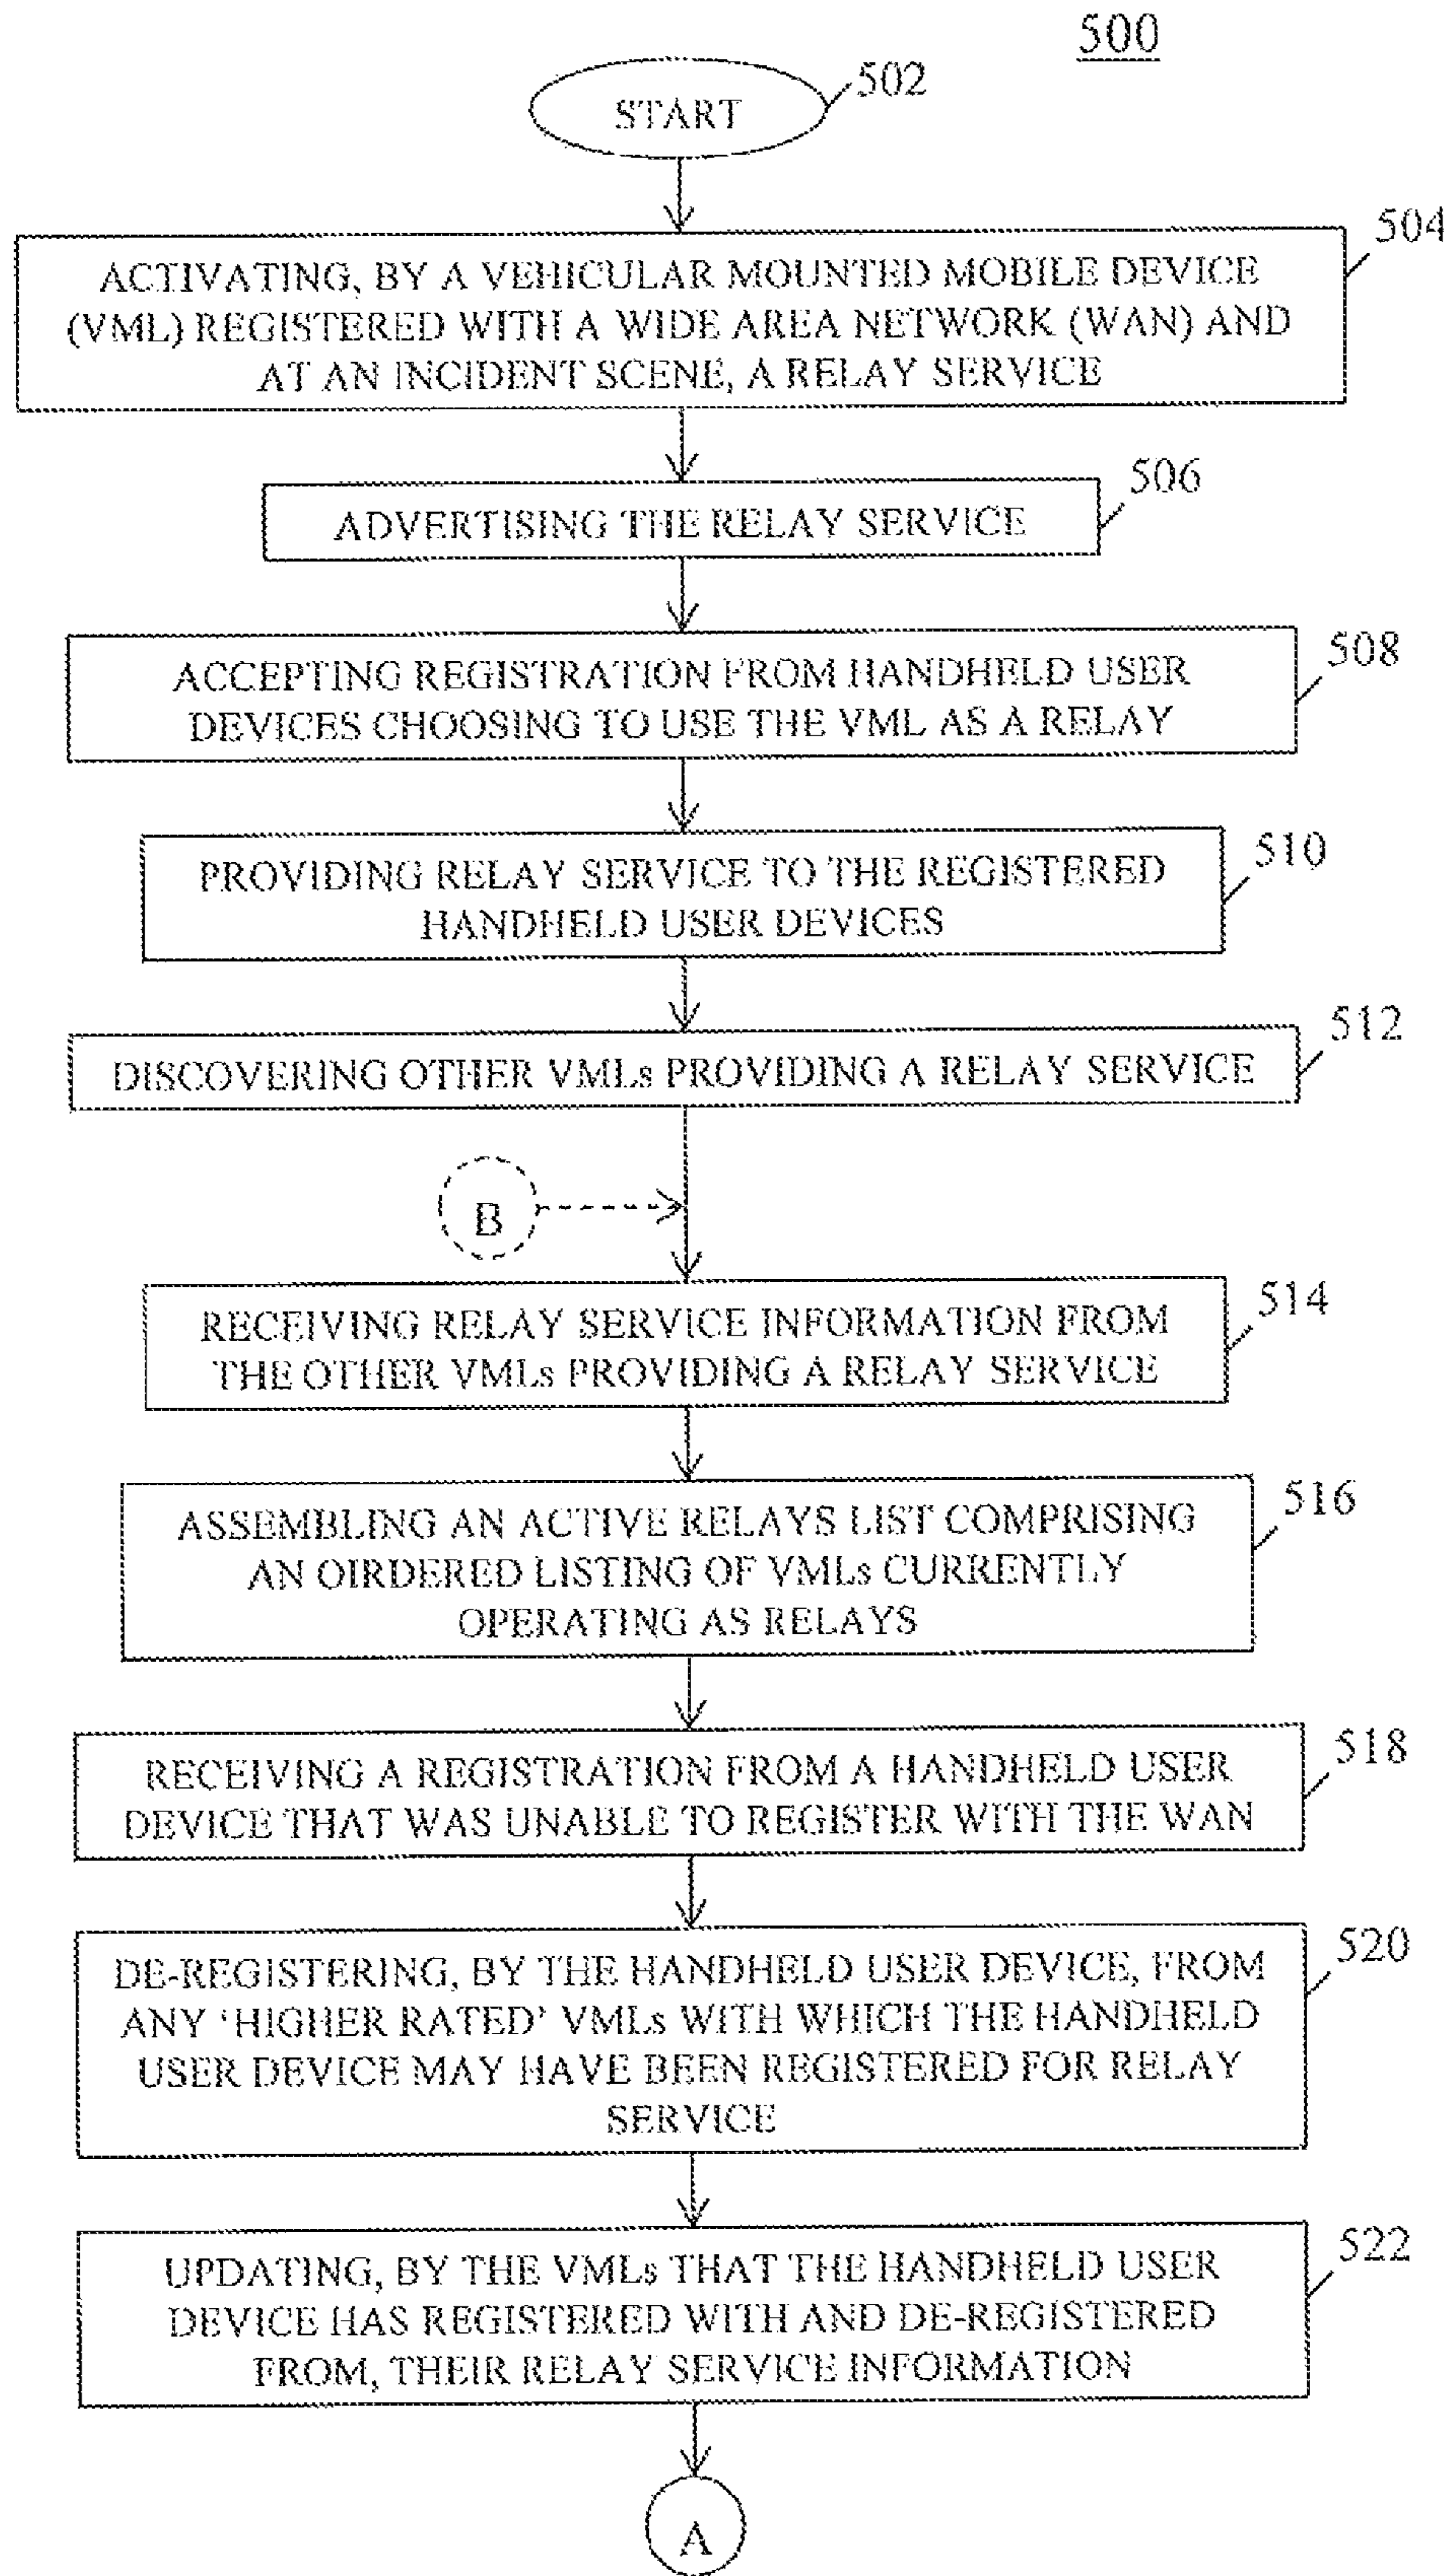 500
START
502
ACTIVATING, BY A VEHICULAR MOUNTED MOBILE DEVICE
(VML) REGISTERED WITH A WIDE AREA NETWORK (WAN) AND
AT AN INCIDENT SCENE, A RELAY SERVICE
504
ADVERTISING THE RELAY SERVICE
506
ACCEPTING REGISTRATION FROM HANDHELD USER
DEVICES CHOOSING TO USE THE VML AS A RELAY
508
PROVIDING RELAY SERVICE TO THE REGISTERED
HANDHELD USER DEVICES
510
DISCOVERING OTHER VMLs PROVIDING A RELAY SERVICE
512
B
RECEIVING RELAY SERVICE INFORMATION FROM
THE OTHER VMLs PROVIDING A RELAY SERVICE
514
ASSEMBLING AN ACTIVE RELAYS LIST COMPRISING
AN OIRDERED LISTING OF VMLs CURRENTLY
OPERATING AS RELAYS
516
RECEIVING A REGISTRATION FROM A HANDHELD USER
DEVICE THAT WAS UNABLE TO REGISTER WITH THE WAN
518
DE-REGISTERING, BY THE HANDHELD USER DEVICE, FROM
ANY ‘HIGHER RATED’ VMLs WITH WHICH THE HANDHELD
USER DEVICE MAY HAVE BEEN REGISTERED FOR RELAY
SERVICE
520
UPDATING, BY THE VMLs THAT THE HANDHELD USER
DEVICE HAS REGISTERED WITH AND DE-REGISTERED
FROM, THEIR RELAY SERVICE INFORMATION
522
A